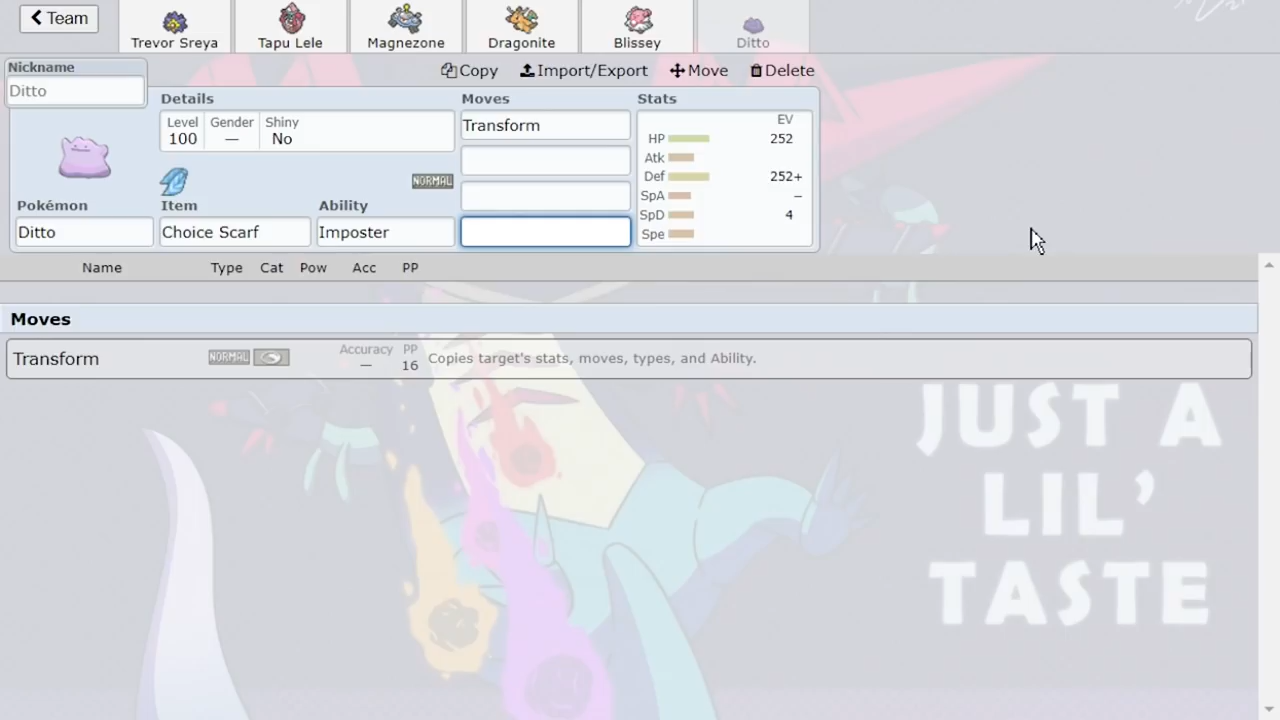 Team
Trevor Sreya
Tapu Lele
Magnezone
Dragonite
Blissey
Ditto
Copy
Import/Export
Move
Delete
Nickname
Ditto
Details
Moves
Stats
Level
Gender
Shiny
100
—
No
Transform
EV
HP
252
Atk
Def
252+
SpA
–
SpD
4
Spe
NORMAL
Pokémon
Item
Ability
Ditto
Choice Scarf
Imposter
Name
Type
Cat
Pow
Acc
PP
Moves
Transform
NORMAL
Accuracy
—
PP
16
Copies target's stats, moves, types, and Ability.
JUST A
LIL'
TASTE